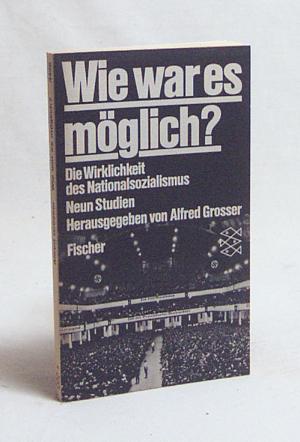 Wie war es
möglich?
Die Wirklichkeit
des Nationalsozialismus
Neun Studien
Herausgegeben von Alfred Grosser
Fischer